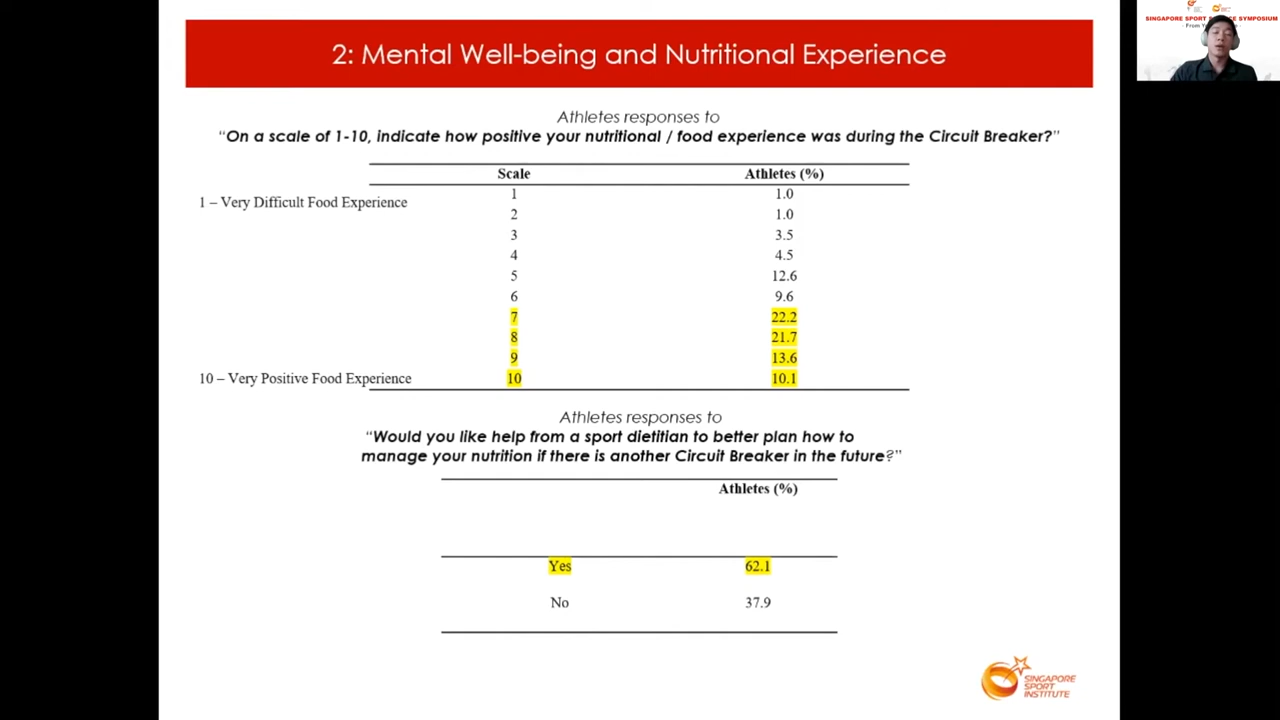 SINGAPORE SPORT SCIENCE SYMPOSIUM
2: Mental Well-being and Nutritional Experience
Athletes responses to
“On a scale of 1-10, indicate how positive your nutritional / food experience was during the Circuit Breaker?”
Scale Athletes (%)
1 1.0
1 – Very Difficult Food Experience
2 1.0
3 3.5
4 4.5
5 12.6
6 9.6
7 22.2
8 21.7
9 13.6
10 – Very Positive Food Experience 10 10.1
Athletes responses to
“Would you like help from a sport dietitian to better plan how to
manage your nutrition if there is another Circuit Breaker in the future?”
Athletes (%)
Yes 62.1
No 37.9
SINGAPORE
SPORT
INSTITUTE